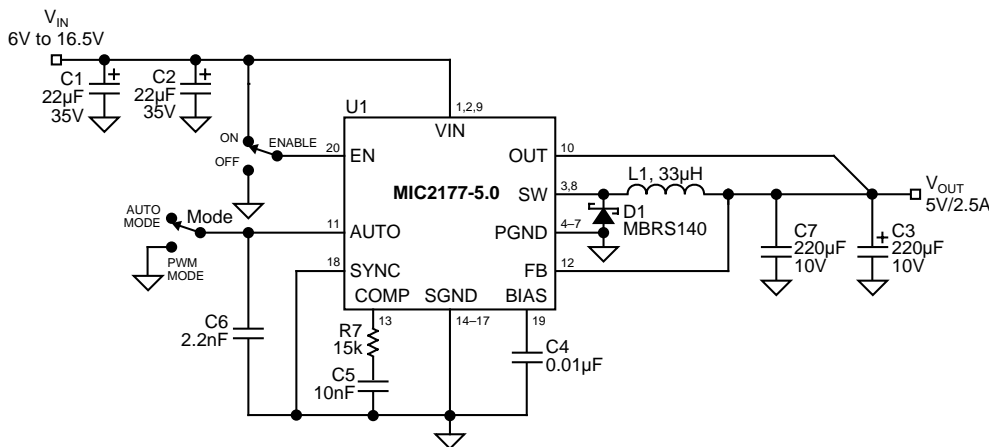 VIN
6V to 16.5V
C1
22µF
35V
C2
22µF
35V
U1
1,2,9
VIN
ON
ENABLE
OFF
20
EN
OUT
10
MIC2177-5.0
SW
3,8
L1, 33µH
VOUT
5V/2.5A
D1
MBRS140
AUTO
MODE
Mode
PWM
MODE
11
AUTO
PGND
4–7
18
SYNC
FB
12
C7
220µF
10V
C3
220µF
10V
COMP
SGND
BIAS
13
14–17
19
C6
2.2nF
R7
15k
C5
10nF
C4
0.01µF